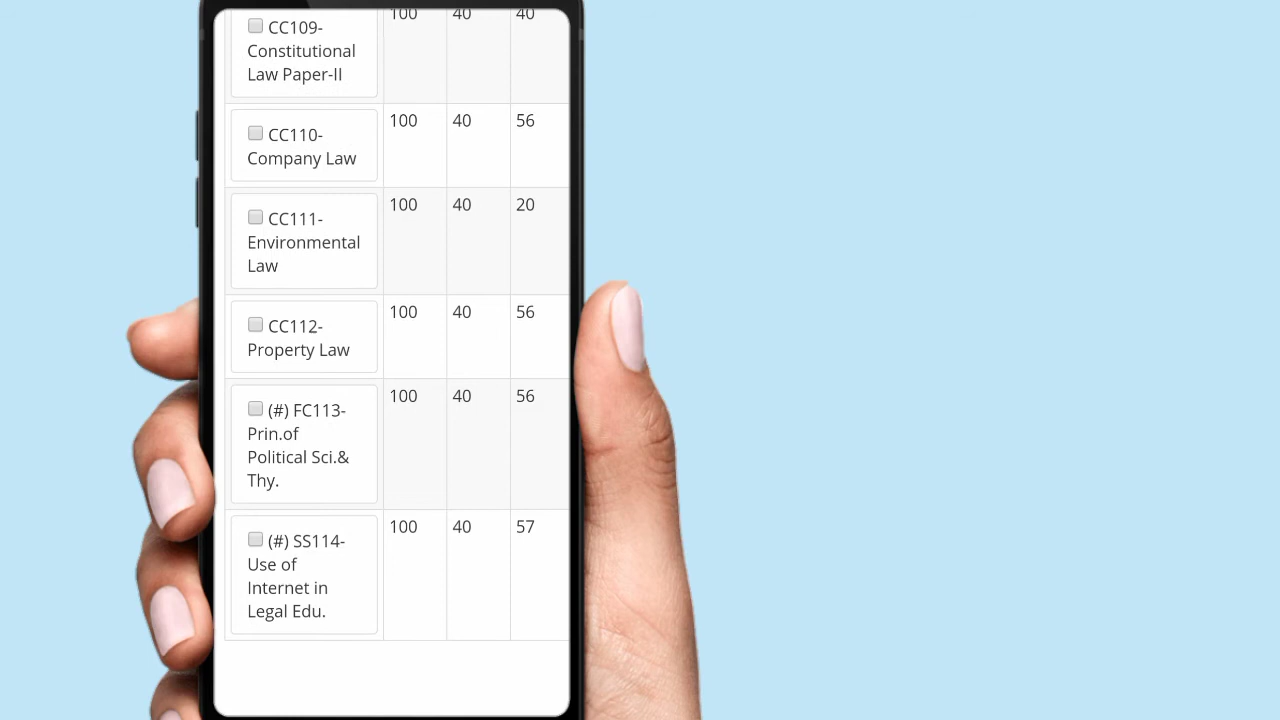 100 40 40
CC109-
Constitutional
Law Paper-II
CC110-
Company Law
100 40 56
CC111-
Environmental
Law
100 40 20
CC112-
Property Law
100 40 56
(#) FC113-
Prin.of
Political Sci.&
Thy.
100 40 56
(#) SS114-
Use of
Internet in
Legal Edu.
100 40 57